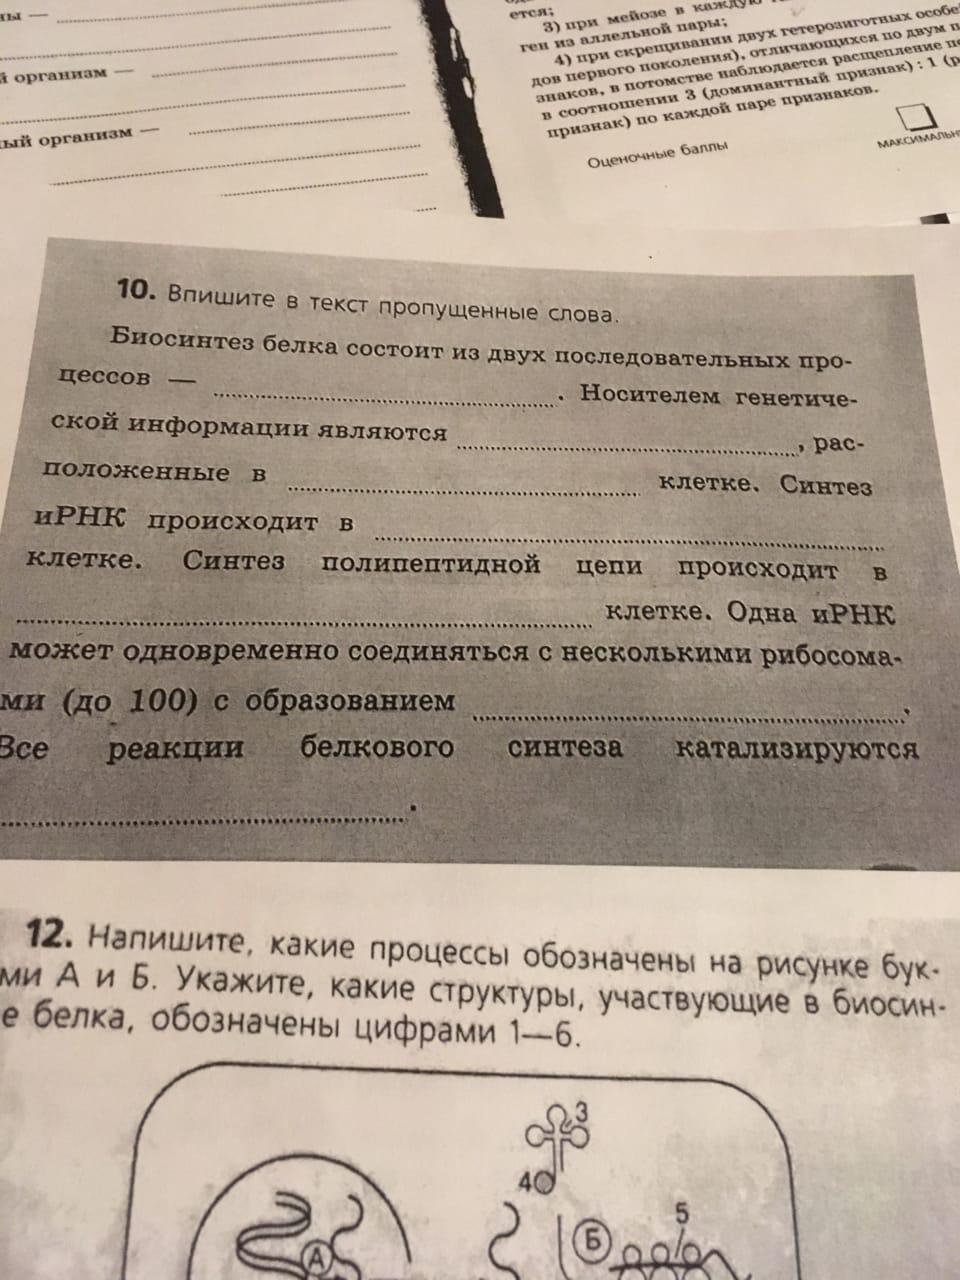 й организм —
ый организм —
ется;
3) при мейозе в каждую
ген из аллельной пары;
4) при скрещивании двух гетерозиготных особе
дов первого поколения), отличающихся по двум п
знаков, в потомстве наблюдается расщепление по
в соотношении 3 (доминантный признак) : 1 (р
признак) по каждой паре признаков.
Оценочные баллы
МАКСИМАЛЬН
10. Впишите в текст пропущенные слова.
Биосинтез белка состоит из двух последовательных про-
цессов — . Носителем генетиче-
ской информации являются , рас-
положенные в клетке. Синтез
иРНК происходит в
клетке. Синтез полипептидной цепи происходит в
клетке. Одна иРНК
может одновременно соединяться с несколькими рибосома-
ми (до 100) с образованием .
Все реакции белкового синтеза катализируются
.
12. Напишите, какие процессы обозначены на рисунке бук-
ми А и Б. Укажите, какие структуры, участвующие в биосин-
е белка, обозначены цифрами 1—6.
3
4
5
Б
А